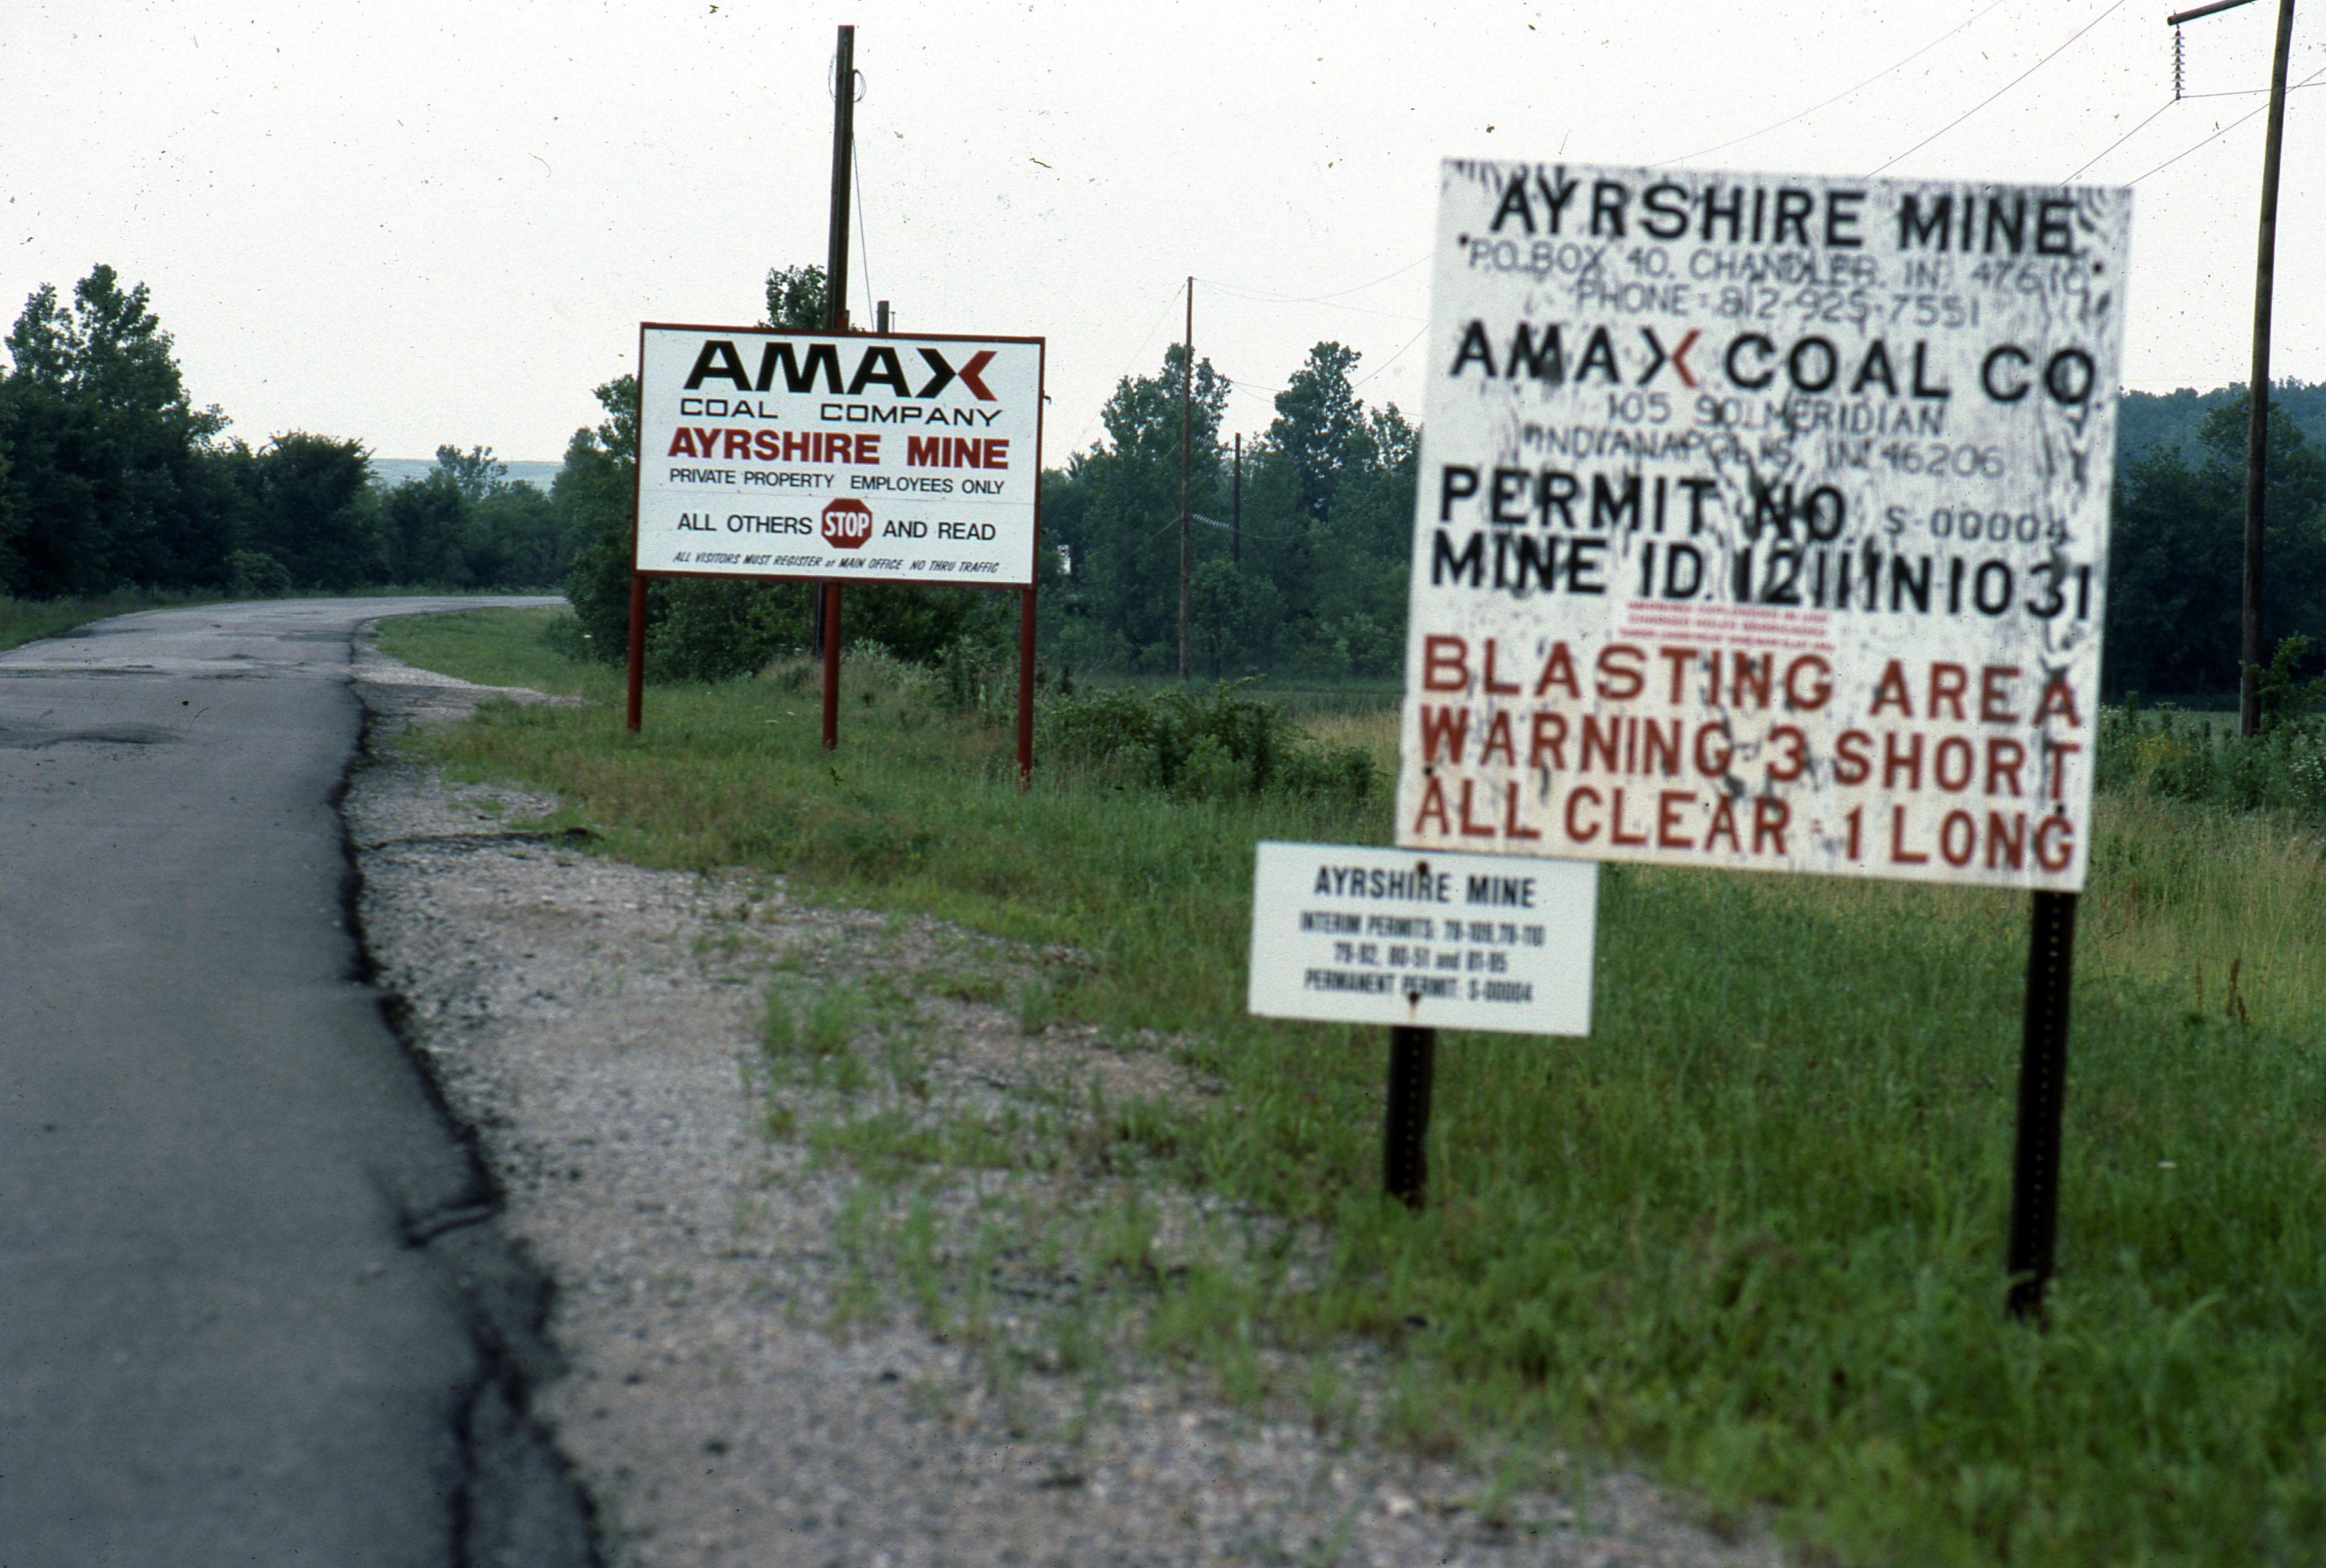 AMAX
COAL COMPANY
AYRSHIRE MINE
PRIVATE PROPERTY EMPLOYEES ONLY
ALL OTHERS STOP AND READ
ALL VISITORS MUST REGISTER at MAIN OFFICE NO THRU TRAFFIC
AYRSHIRE MINE
P.O. BOX 40, CHANDLER, IN. 47610
PHONE: 812-925-7551
AMAX COAL CO
105 SO. MERIDIAN
INDIANAPOLIS, IN. 46206
PERMIT NO. S-00004
MINE ID. 12111N1031
BLASTING AREA
WARNING-3 SHORT
ALL CLEAR-1 LONG
AYRSHIRE MINE
INTERIM PERMITS: 78-109, 78-110
79-92, 80-51 and 81-95
PERMANENT PERMIT: S-00004